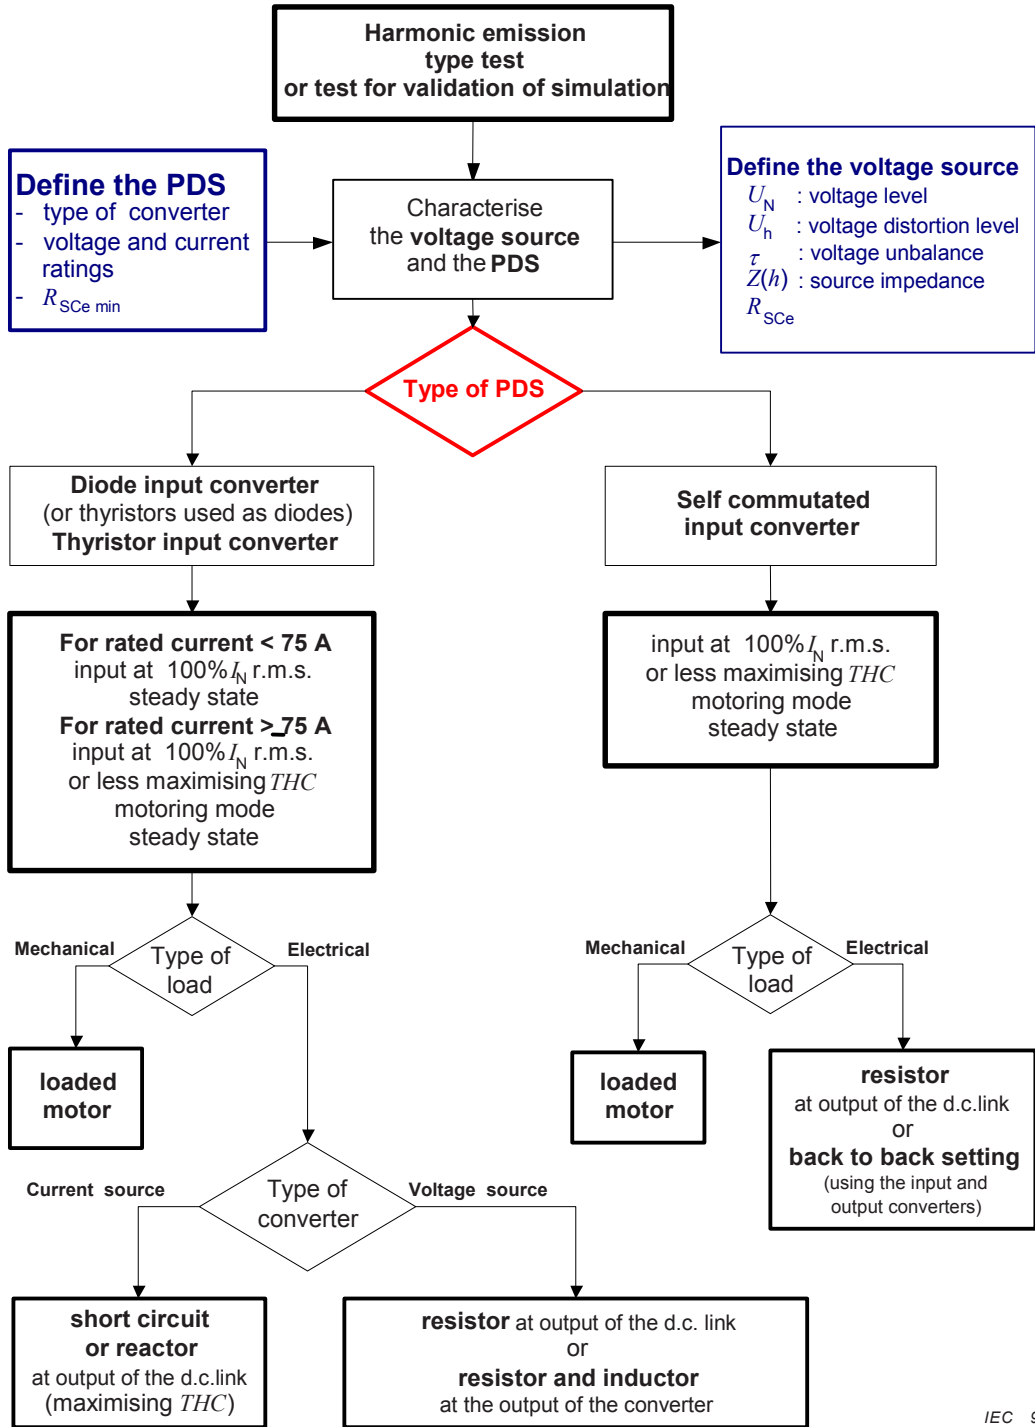 Harmonic emission
type test
or test for validation of simulation
Define the PDS
- type of converter
- voltage and current
ratings
- R SCe min
Characterise
the voltage source
and the PDS
Define the voltage source
U N : voltage level
U h : voltage distortion level
τ : voltage unbalance
Z(h) : source impedance
R SCe
Type of PDS
Diode input converter
(or thyristors used as diodes)
Thyristor input converter
Self commutated
input converter
For rated current < 75 A
input at 100% I N r.m.s.
steady state
For rated current ≥ 75 A
input at 100% I N r.m.s.
or less maximising THC
motoring mode
steady state
input at 100% I N r.m.s.
or less maximising THC
motoring mode
steady state
Mechanical
Type of
load
Electrical
Mechanical
Type of
load
Electrical
loaded
motor
loaded
motor
resistor
at output of the d.c.link
or
back to back setting
(using the input and
output converters)
Current source
Type of
converter
Voltage source
short circuit
or reactor
at output of the d.c.link
(maximising THC)
resistor at output of the d.c. link
or
resistor and inductor
at the output of the converter
IEC 9